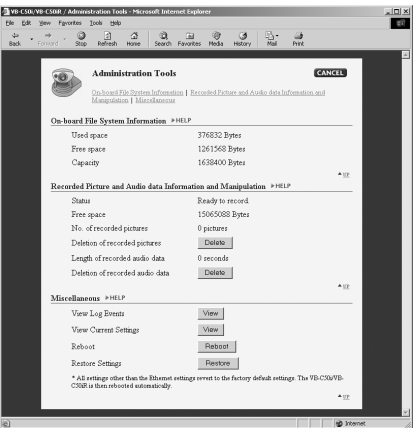 VB-C50i/VB-C50iR / Administration Tools - Microsoft Internet Explorer
File Edit View Favorites Tools Help
Back Forward Stop Refresh Home Search Favorites Media History Mail Print
Administration Tools CANCEL
On-board File System Information | Recorded Picture and Audio data Information and
Manipulation | Miscellaneous
On-board File System Information HELP
Used space 376832 Bytes
Free space 1261568 Bytes
Capacity 1638400 Bytes
UP
Recorded Picture and Audio data Information and Manipulation HELP
Status Ready to record.
Free space 15065088 Bytes
No. of recorded pictures 0 pictures
Deletion of recorded pictures Delete
Length of recorded audio data 0 seconds
Deletion of recorded audio data Delete
UP
Miscellaneous HELP
View Log Events View
View Current Settings View
Reboot Reboot
Restore Settings Restore
* All settings other than the Ethernet settings revert to the factory default settings. The VB-C50i/VB-
C50iR is then rebooted automatically.
UP
Internet